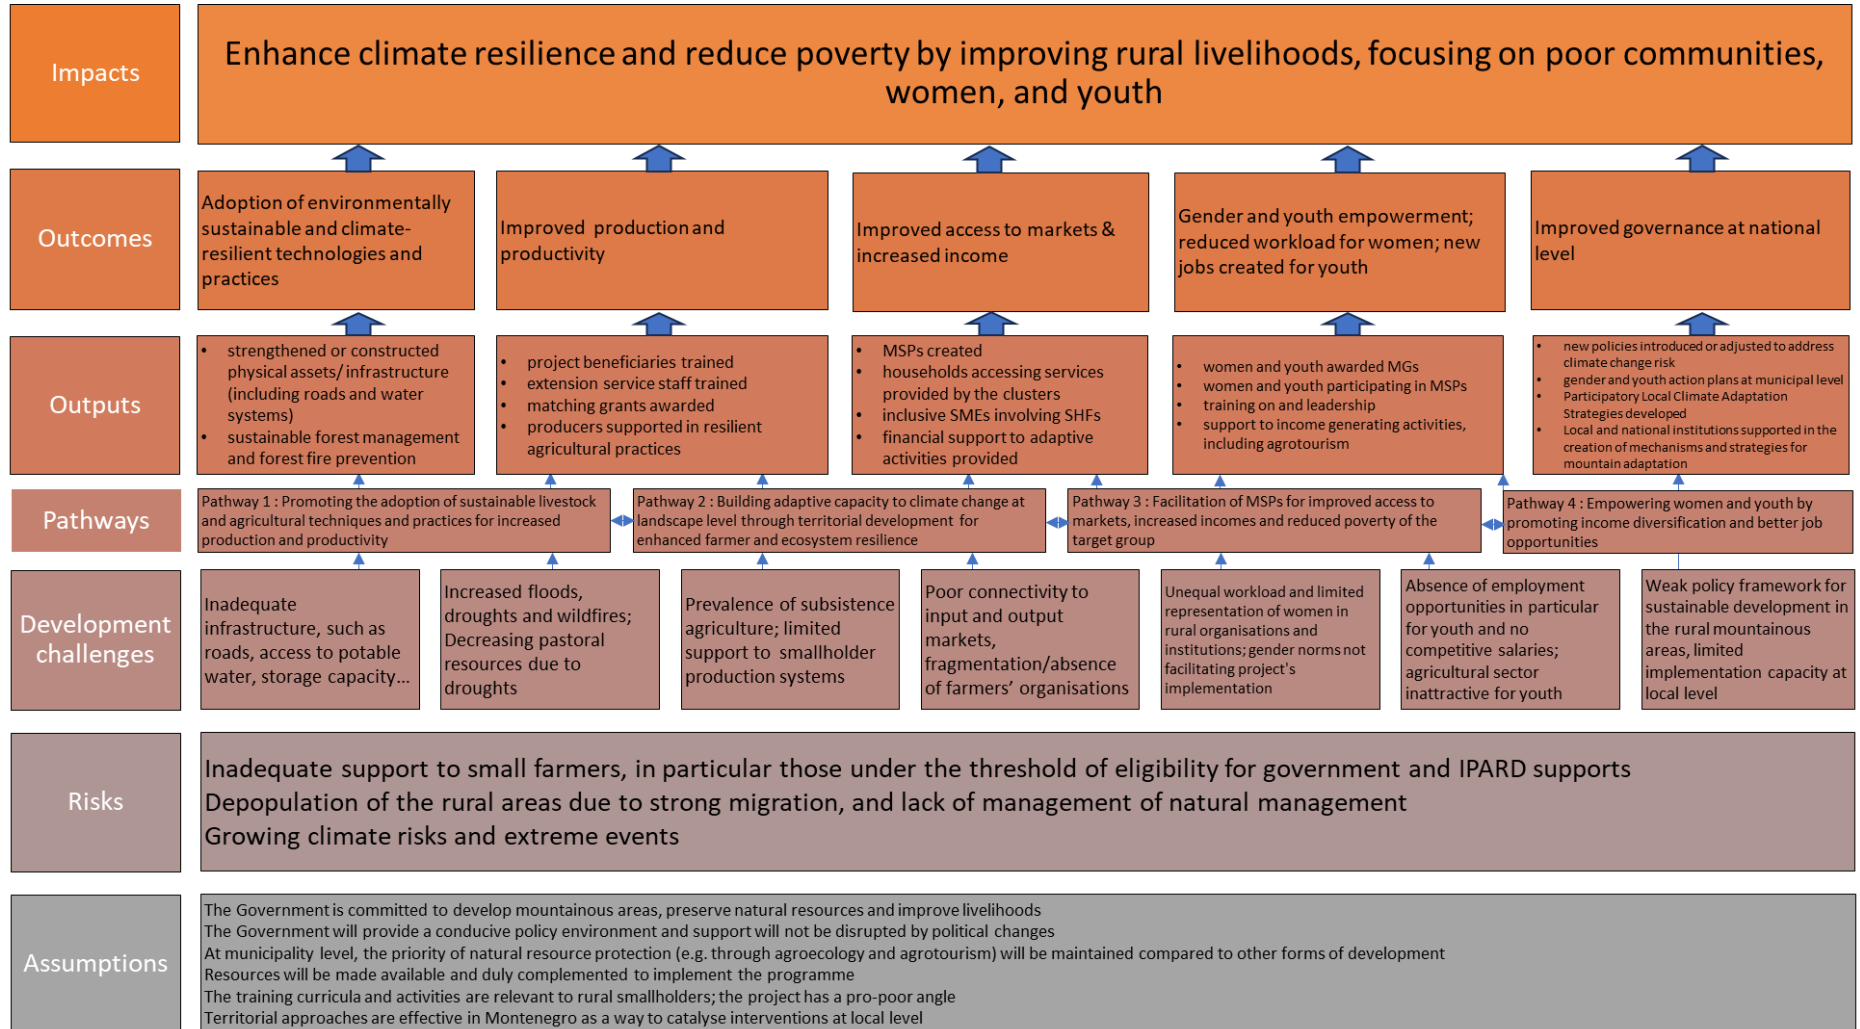 Impacts
Enhance climate resilience and reduce poverty by improving rural livelihoods, focusing on poor communities,
women, and youth
Outcomes
Adoption of environmentally
sustainable and climate-
resilient technologies and
practices
Improved production and
productivity
Improved access to markets &
increased income
Gender and youth empowerment;
reduced workload for women; new
jobs created for youth
Improved governance at national
level
Outputs
• strengthened or constructed
physical assets/ infrastructure
(including roads and water
systems)
• sustainable forest management
and forest fire prevention
• project beneficiaries trained
• extension service staff trained
• matching grants awarded
• producers supported in resilient
agricultural practices
• MSPs created
• households accessing services
provided by the clusters
• inclusive SMEs involving SHFs
• financial support to adaptive
activities provided
• women and youth awarded MGs
• women and youth participating in MSPs
• training on and leadership
• support to income generating activities,
including agrotourism
• new policies introduced or adjusted to address
climate change risk
• gender and youth action plans at municipal level
• Participatory Local Climate Adaptation
Strategies developed
• Local and national institutions supported in the
creation of mechanisms and strategies for
mountain adaptation
Pathways
Pathway 1 : Promoting the adoption of sustainable livestock
and agricultural techniques and practices for increased
production and productivity
Pathway 2 : Building adaptive capacity to climate change at
landscape level through territorial development for
enhanced farmer and ecosystem resilience
Pathway 3 : Facilitation of MSPs for improved access to
markets, increased incomes and reduced poverty of the
target group
Pathway 4 : Empowering women and youth by
promoting income diversification and better job
opportunities
Development
challenges
Inadequate
infrastructure, such as
roads, access to potable
water, storage capacity...
Increased floods,
droughts and wildfires;
Decreasing pastoral
resources due to
droughts
Prevalence of subsistence
agriculture; limited
support to smallholder
production systems
Poor connectivity to
input and output
markets,
fragmentation/absence
of farmers’ organisations
Unequal workload and limited
representation of women in
rural organisations and
institutions; gender norms not
facilitating project's
implementation
Absence of employment
opportunities in particular
for youth and no
competitive salaries;
agricultural sector
inattractive for youth
Weak policy framework for
sustainable development in
the rural mountainous
areas, limited
implementation capacity at
local level
Risks
Inadequate support to small farmers, in particular those under the threshold of eligibility for government and IPARD supports
Depopulation of the rural areas due to strong migration, and lack of management of natural management
Growing climate risks and extreme events
Assumptions
The Government is committed to develop mountainous areas, preserve natural resources and improve livelihoods
The Government will provide a conducive policy environment and support will not be disrupted by political changes
At municipality level, the priority of natural resource protection (e.g. through agroecology and agrotourism) will be maintained compared to other forms of development
Resources will be made available and duly complemented to implement the programme
The training curricula and activities are relevant to rural smallholders; the project has a pro-poor angle
Territorial approaches are effective in Montenegro as a way to catalyse interventions at local level